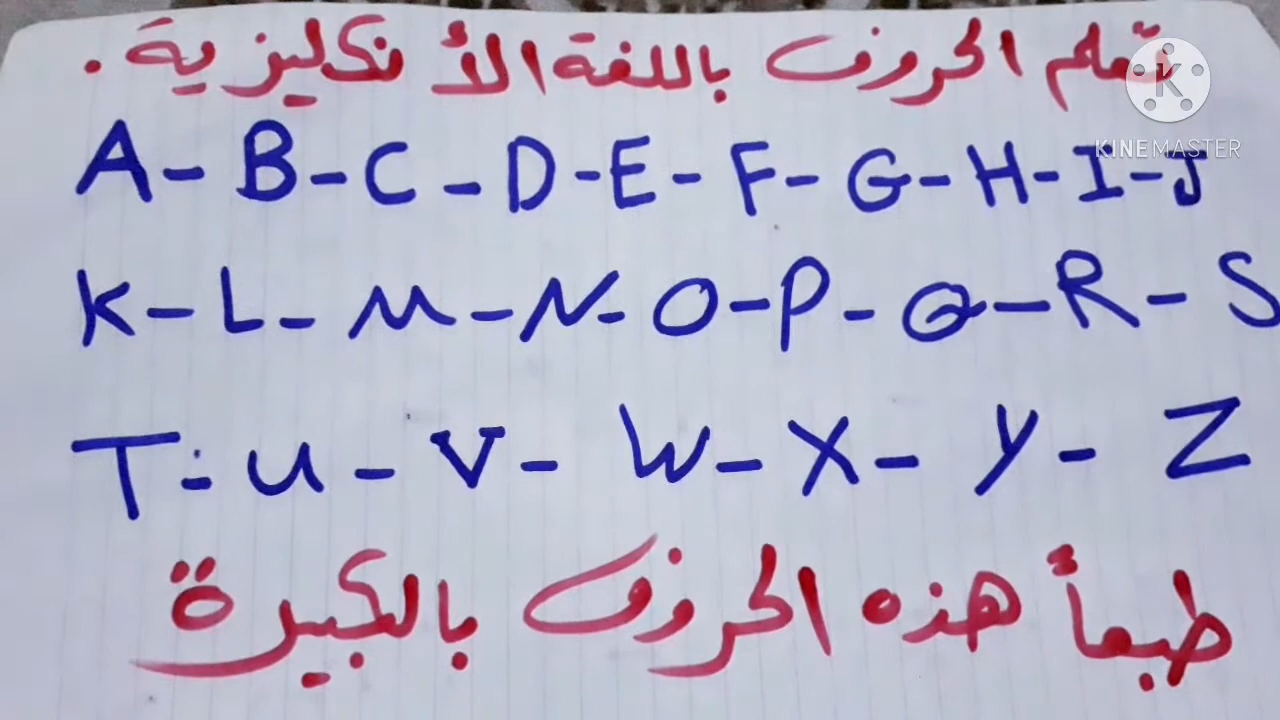 تعلم الحروف باللغة الأنكليزية.
KINEMASTER
A-B-C-D-E-F-G-H-I-J
K-L-M-N-O-P-Q-R-S
T-U-V-W-X-Y-Z
طبعاً هذه الحروف بالكبيرة